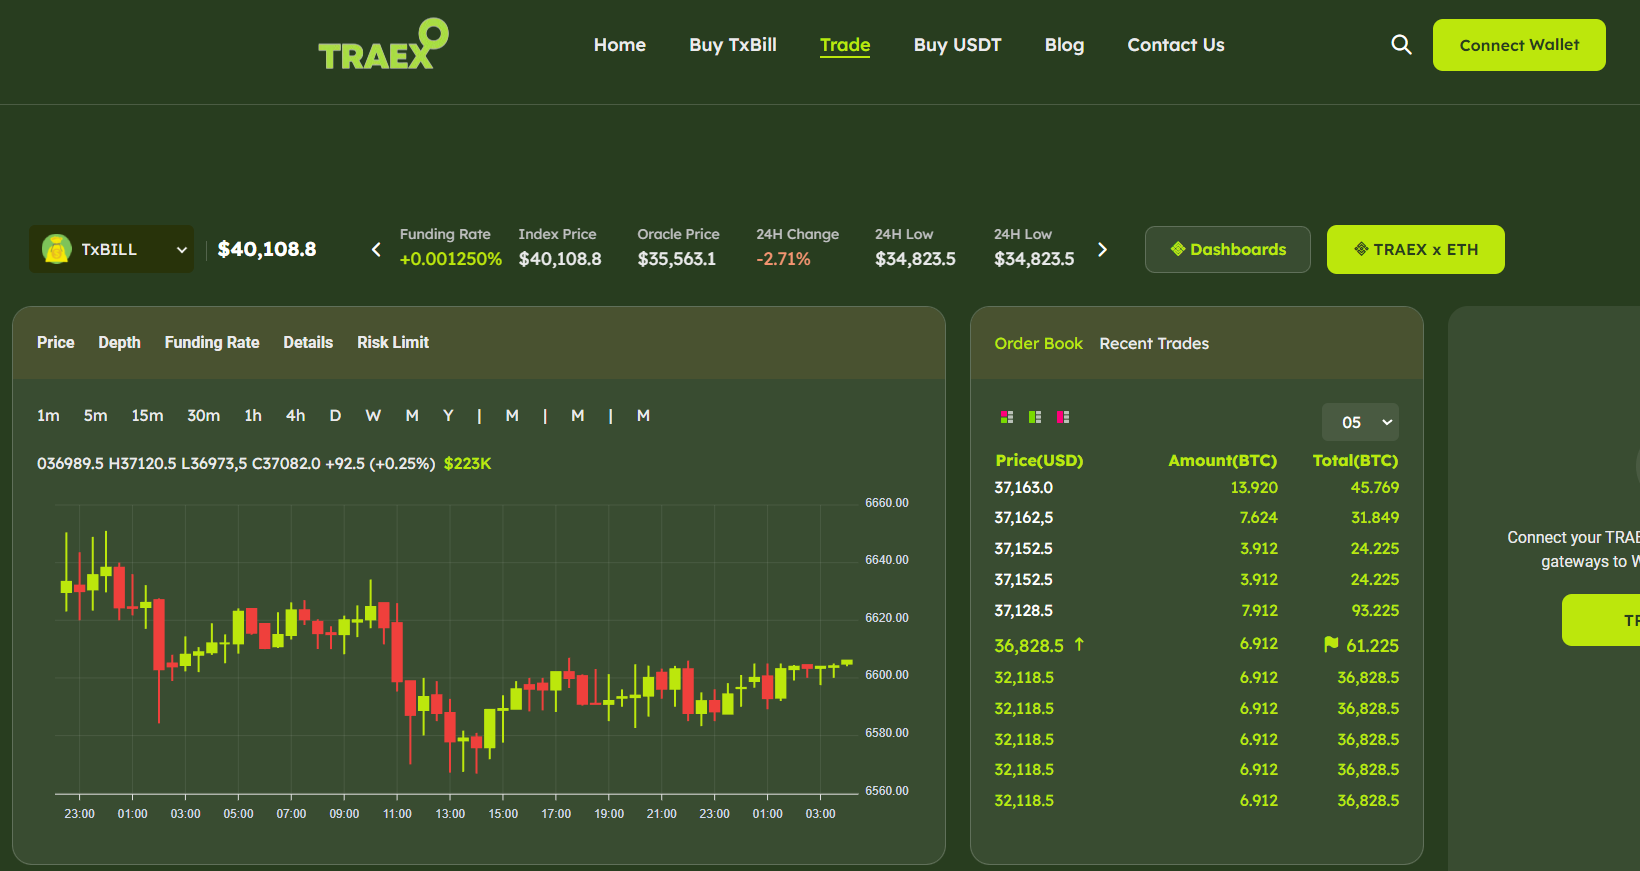 TRAEX
Home Buy TxBill Trade Buy USDT Blog Contact Us
Connect Wallet
TxBILL
$40,108.8
Funding Rate Index Price Oracle Price 24H Change 24H Low 24H Low
+0.001250% $40,108.8 $35,563.1 -2.71% $34,823.5 $34,823.5
Dashboards
TRAEX x ETH
Price Depth Funding Rate Details Risk Limit
1m 5m 15m 30m 1h 4h D W M Y | M | M | M
036989.5 H37120.5 L36973,5 C37082.0 +92.5 (+0.25%) $223K
6660.00
6640.00
6620.00
6600.00
6580.00
6560.00
23:00 01:00 03:00 05:00 07:00 09:00 11:00 13:00 15:00 17:00 19:00 21:00 23:00 01:00 03:00
Order Book Recent Trades
05
Price(USD) Amount(BTC) Total(BTC)
37,163.0 13.920 45.769
37,162,5 7.624 31.849
37,152.5 3.912 24.225
37,152.5 3.912 24.225
37,128.5 7.912 93.225
36,828.5 ↑ 6.912 61.225
32,118.5 6.912 36,828.5
32,118.5 6.912 36,828.5
32,118.5 6.912 36,828.5
32,118.5 6.912 36,828.5
32,118.5 6.912 36,828.5
Connect your
gateways to